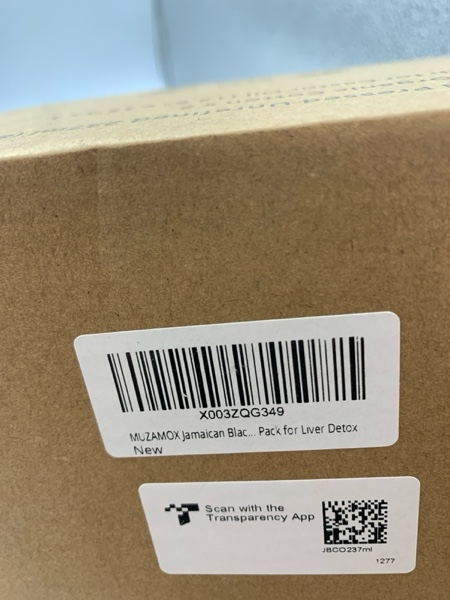 X003ZQG349
MUZAMOX Jamaican Blac... Pack for Liver Detox
New
Scan with the
Transparency App
JBCO237ml
1277